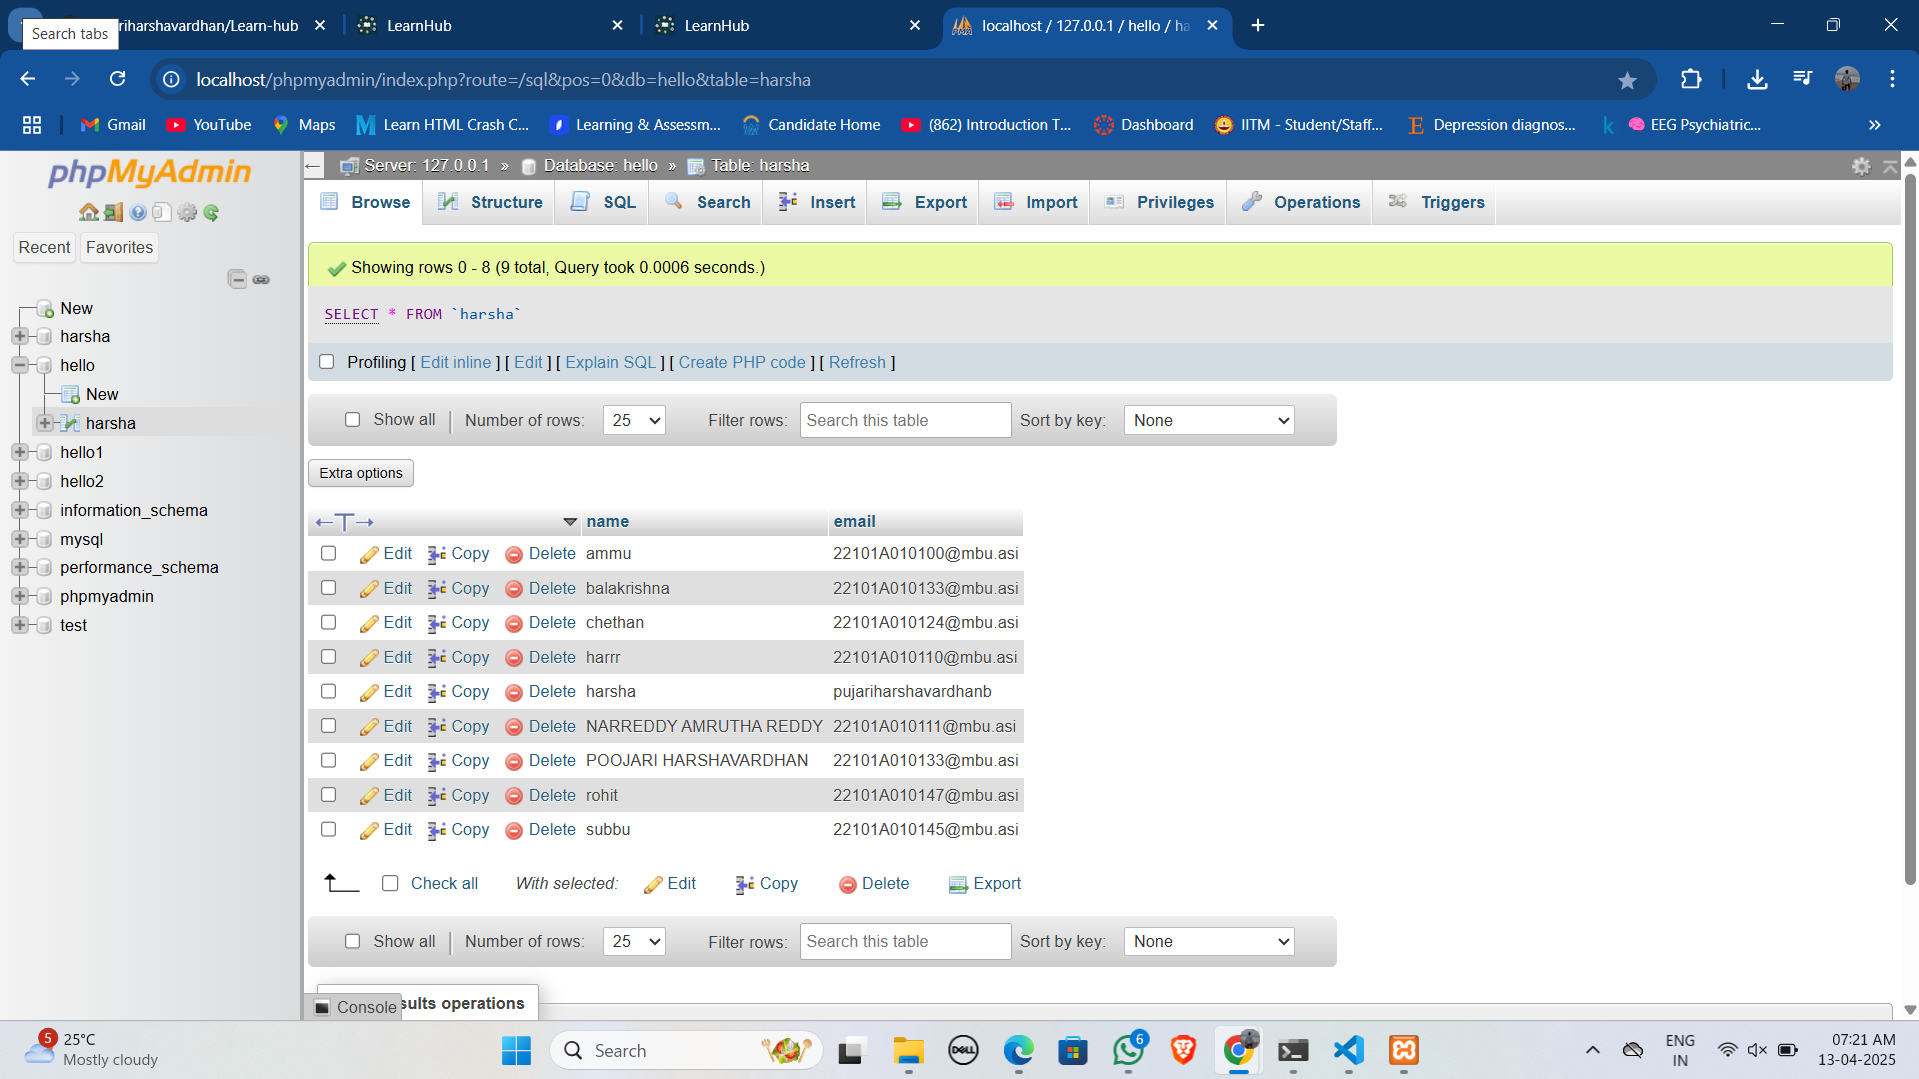 riharshavardhan/Learn-hub
LearnHub
LearnHub
localhost / 127.0.0.1 / hello / ha
Search tabs
localhost/phpmyadmin/index.php?route=/sql&pos=0&db=hello&table=harsha
Gmail
YouTube
Maps
Learn HTML Crash C...
Learning & Assessm...
Candidate Home
(862) Introduction T...
Dashboard
IITM - Student/Staff...
Depression diagnos...
EEG Psychiatric...
phpMyAdmin
Recent
Favorites
New
harsha
hello
New
harsha
hello1
hello2
information_schema
mysql
performance_schema
phpmyadmin
test
Server: 127.0.0.1 » Database: hello » Table: harsha
Browse
Structure
SQL
Search
Insert
Export
Import
Privileges
Operations
Triggers
Showing rows 0 - 8 (9 total, Query took 0.0006 seconds.)
SELECT * FROM `harsha`
Profiling [ Edit inline ] [ Edit ] [ Explain SQL ] [ Create PHP code ] [ Refresh ]
Show all | Number of rows: 25 Filter rows: Search this table Sort by key: None
Extra options
name email
Edit Copy Delete ammu 22101A010100@mbu.asi
Edit Copy Delete balakrishna 22101A010133@mbu.asi
Edit Copy Delete chethan 22101A010124@mbu.asi
Edit Copy Delete harrr 22101A010110@mbu.asi
Edit Copy Delete harsha pujariharshavardhanb
Edit Copy Delete NARREDDY AMRUTHA REDDY 22101A010111@mbu.asi
Edit Copy Delete POOJARI HARSHAVARDHAN 22101A010133@mbu.asi
Edit Copy Delete rohit 22101A010147@mbu.asi
Edit Copy Delete subbu 22101A010145@mbu.asi
Check all With selected: Edit Copy Delete Export
Show all | Number of rows: 25 Filter rows: Search this table Sort by key: None
Console
sults operations
5
25°C
Mostly cloudy
Search
DELL
6
ENG
IN
07:21 AM
13-04-2025